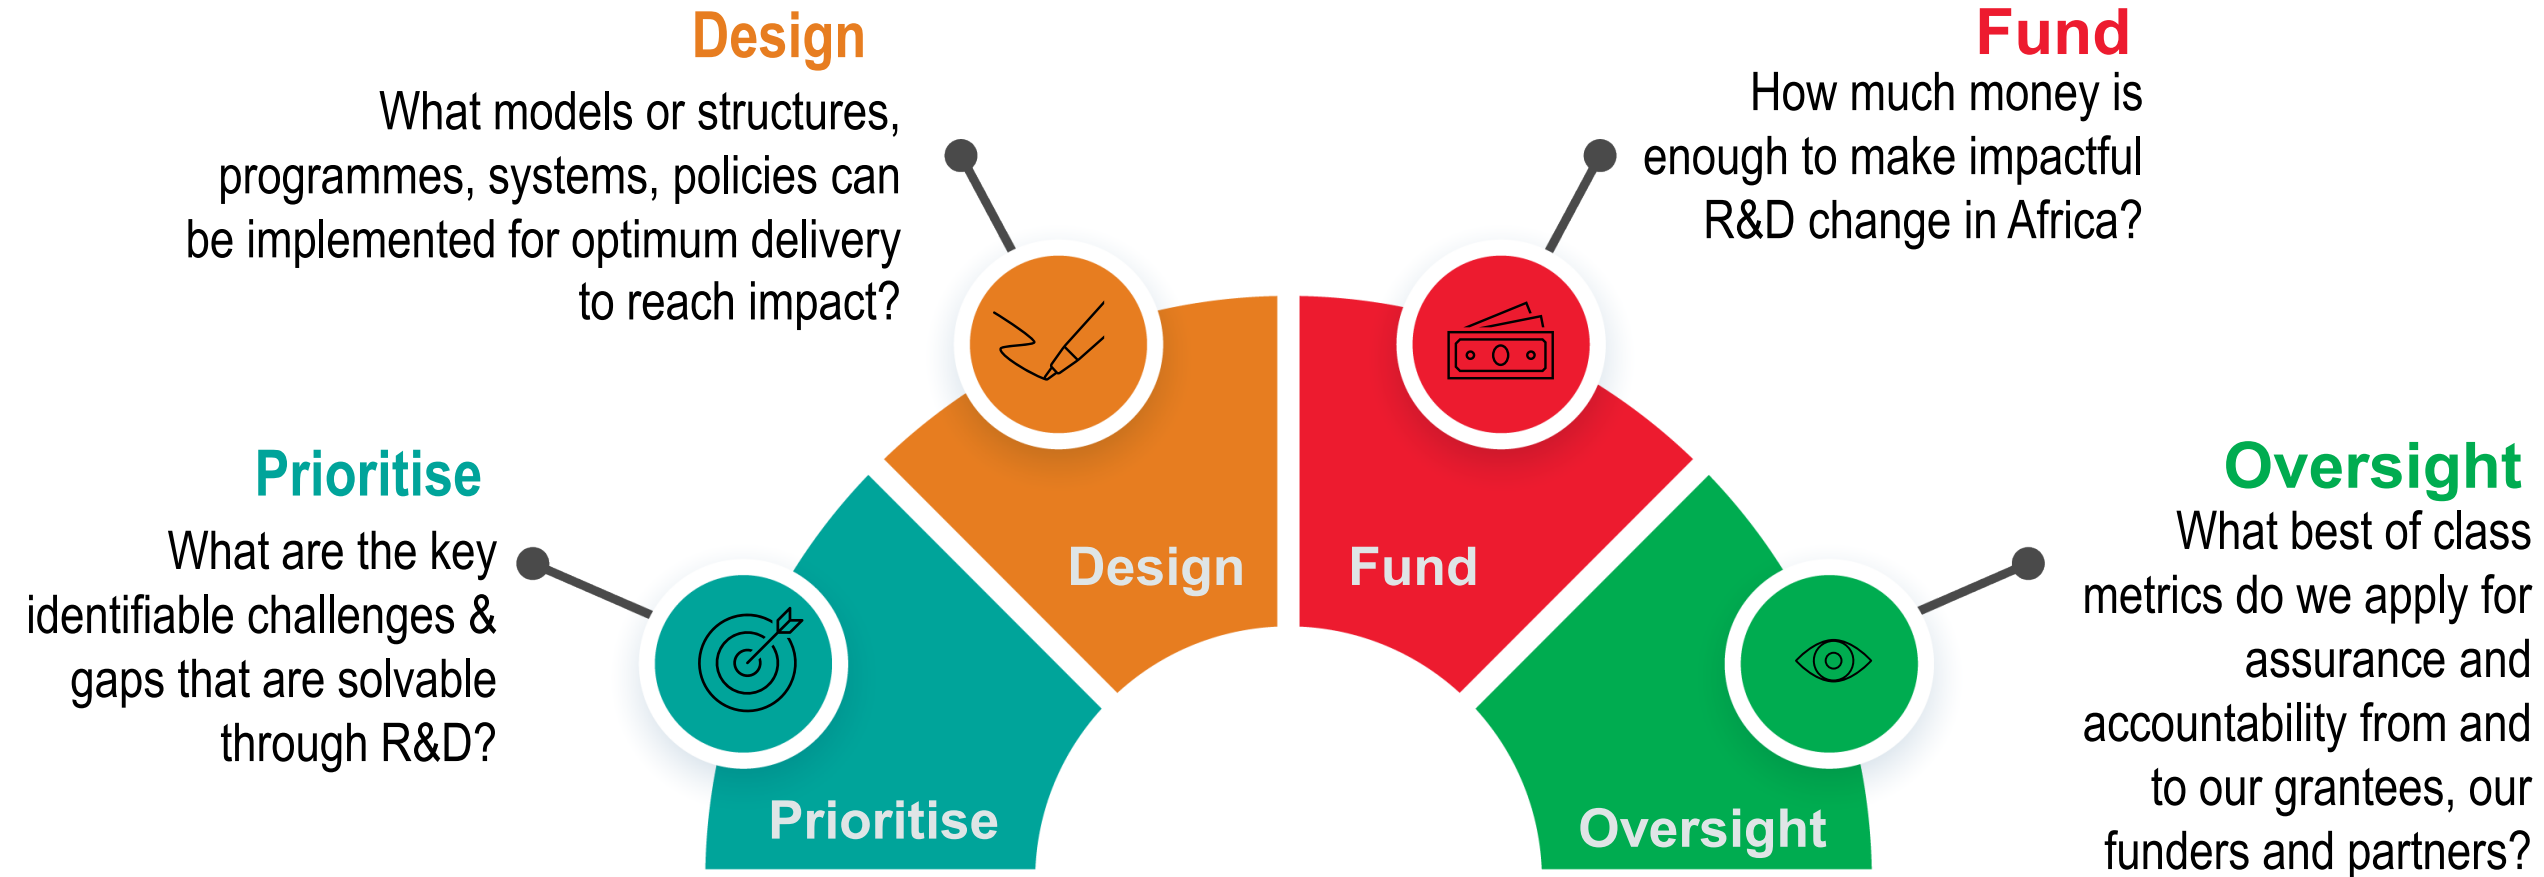 Design
What models or structures,
programmes, systems, policies can
be implemented for optimum delivery
to reach impact?
Fund
How much money is
enough to make impactful
R&D change in Africa?
Prioritise
What are the key
identifiable challenges &
gaps that are solvable
through R&D?
Oversight
What best of class
metrics do we apply for
assurance and
accountability from and
to our grantees, our
funders and partners?
Design
Fund
Prioritise
Oversight